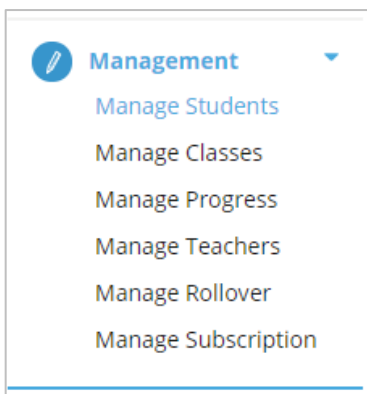 Management
Manage Students
Manage Classes
Manage Progress
Manage Teachers
Manage Rollover
Manage Subscription